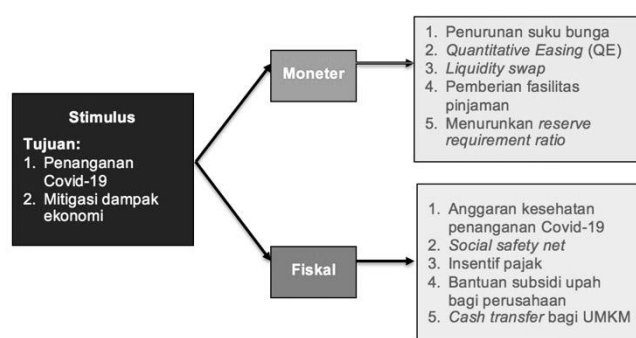 Stimulus
Tujuan:
1. Penanganan
Covid-19
2. Mitigasi dampak
ekonomi
Moneter
1. Penurunan suku bunga
2. Quantitative Easing (QE)
3. Liquidity swap
4. Pemberian fasilitas
pinjaman
5. Menurunkan reserve
requirement ratio
Fiskal
1. Anggaran kesehatan
penanganan Covid-19
2. Social safety net
3. Insentif pajak
4. Bantuan subsidi upah
bagi perusahaan
5. Cash transfer bagi UMKM